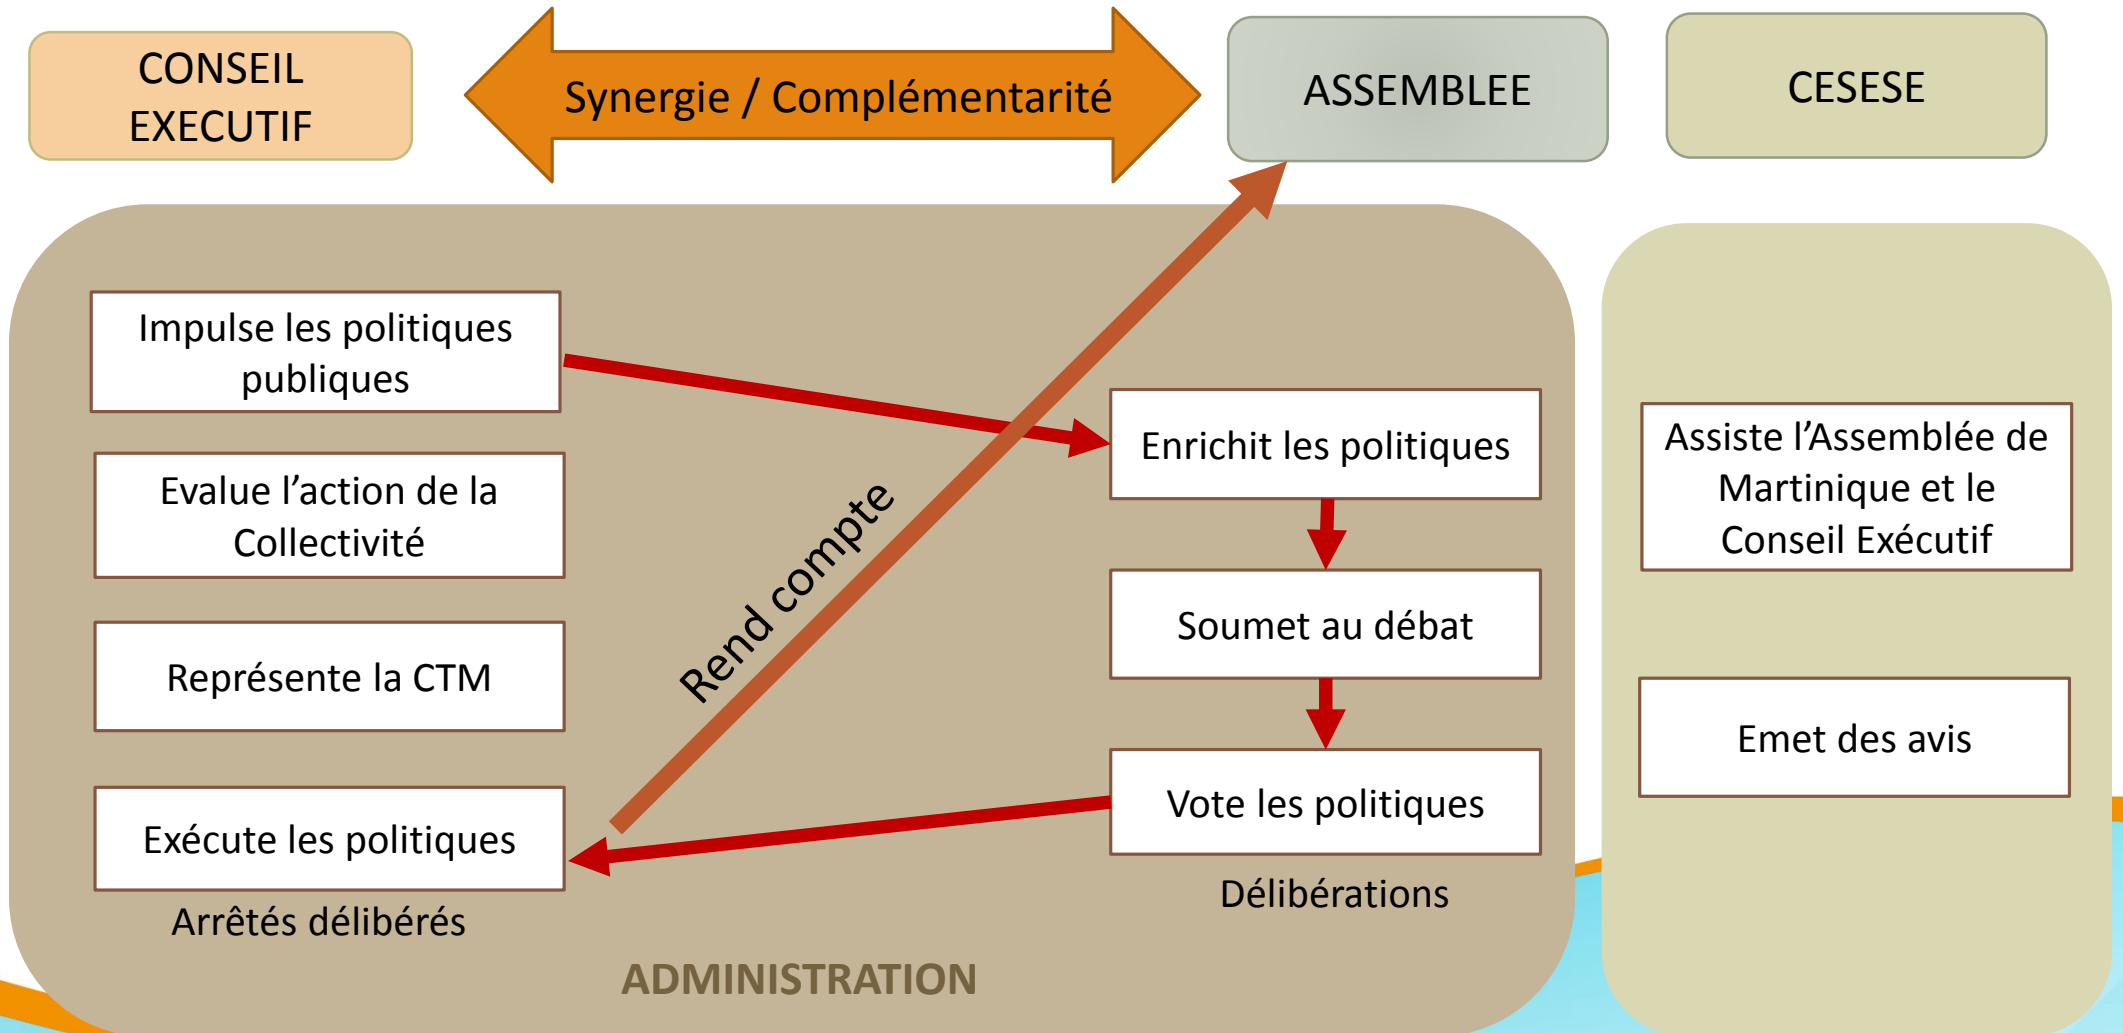 CONSEIL
EXECUTIF
Synergie / Complémentarité
ASSEMBLEE
CESESE
Impulse les politiques
publiques
Evalue l’action de la
Collectivité
Représente la CTM
Exécute les politiques
Arrêtés délibérés
Rend compte
Enrichit les politiques
Soumet au débat
Vote les politiques
Délibérations
ADMINISTRATION
Assiste l’Assemblée de
Martinique et le
Conseil Exécutif
Emet des avis